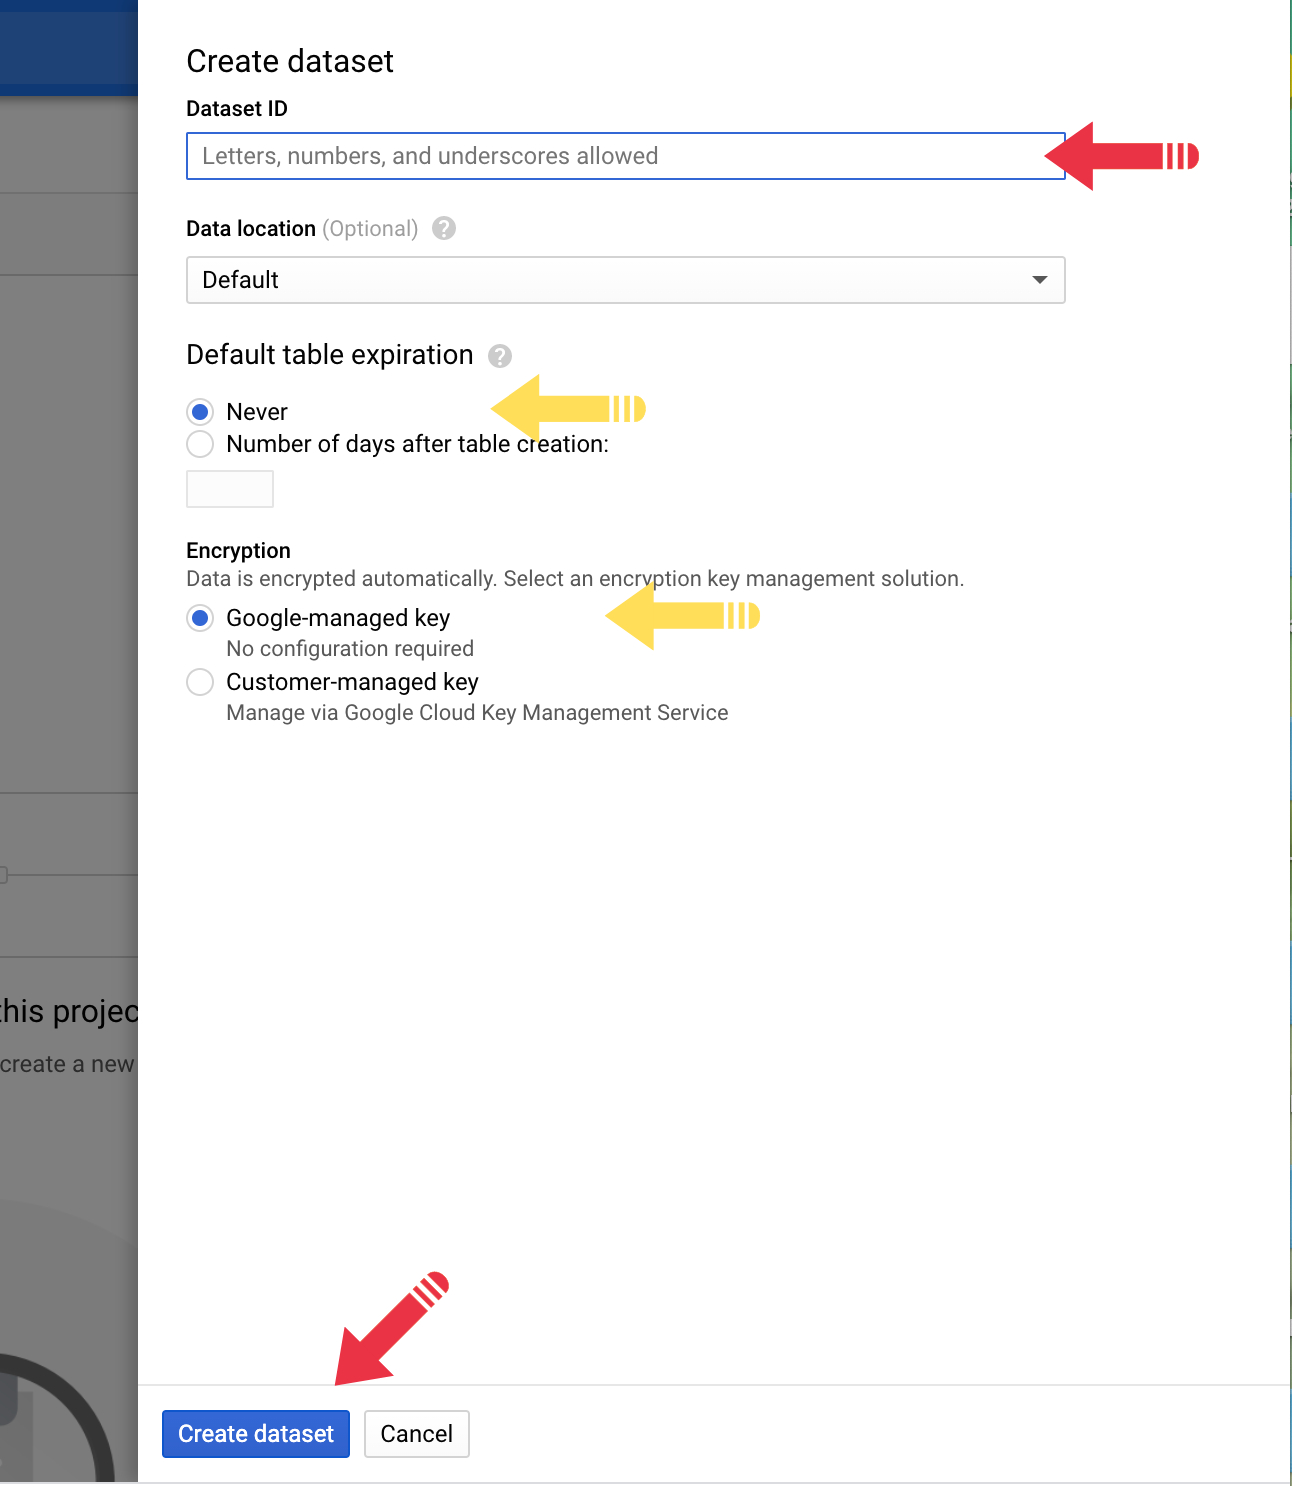 Create dataset
Dataset ID
Letters, numbers, and underscores allowed
Data location (Optional) ?
Default
Default table expiration ?
Never
Number of days after table creation:
Encryption
Data is encrypted automatically. Select an encryption key management solution.
Google-managed key
No configuration required
Customer-managed key
Manage via Google Cloud Key Management Service
this projec
create a new
Create dataset
Cancel